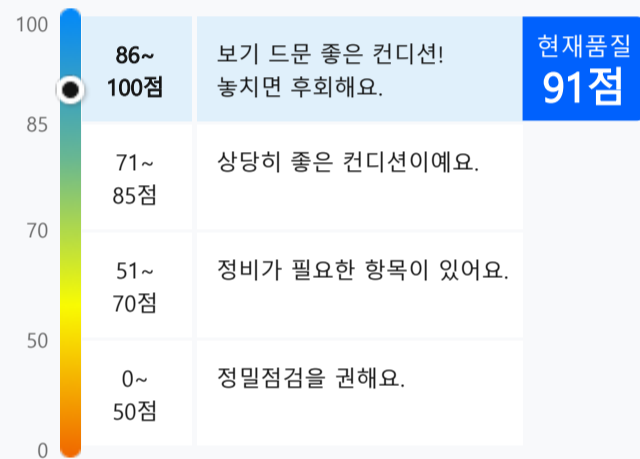 100
86~
100점
보기 드문 좋은 컨디션!
놓치면 후회해요.
현재품질
91점
85
71~
85점
상당히 좋은 컨디션이예요.
70
51~
70점
정비가 필요한 항목이 있어요.
50
0~
50점
정밀점검을 권해요.
0